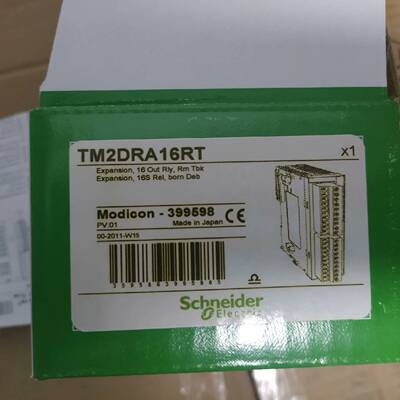 TM2DRA16RT x1
Expansion, 16 Out Rly, Rm Tbk
Expansion, 16S Rel, born Deb
Modicon - 399598 CE
PV:01 Made in Japan
00-2011-W15
Schneider
Electric